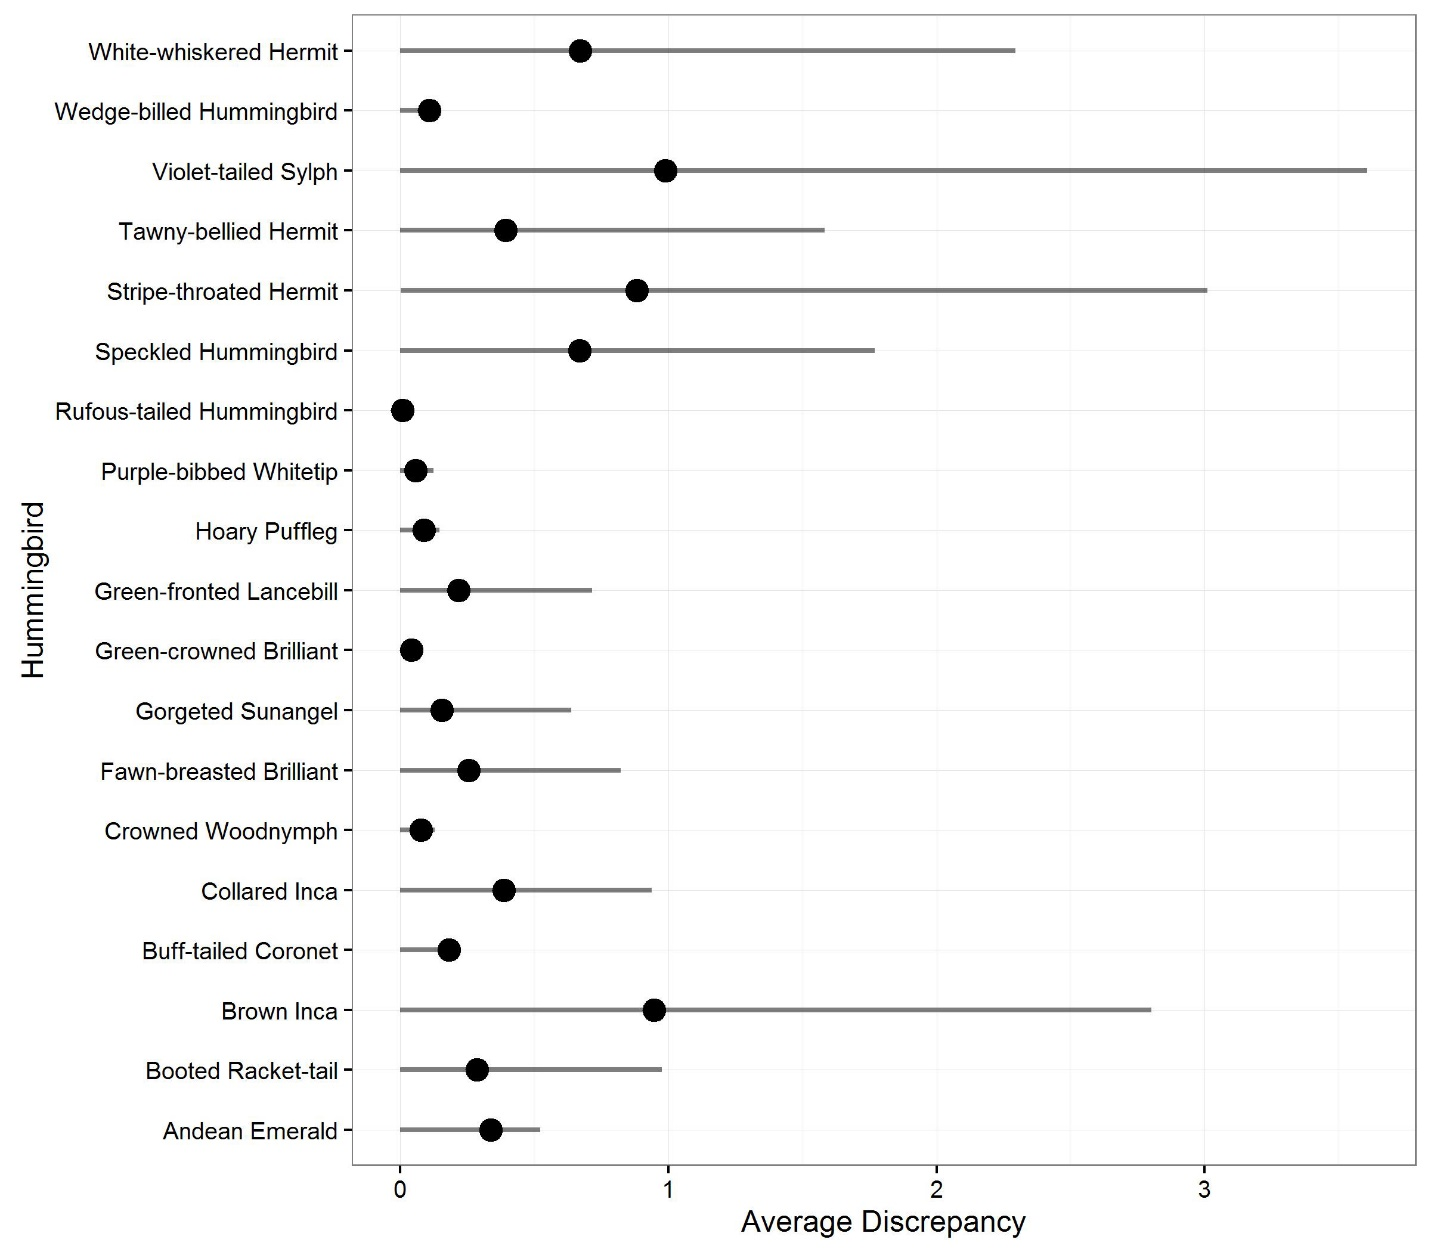 White-whiskered Hermit
Wedge-billed Hummingbird
Violet-tailed Sylph
Tawny-bellied Hermit
Stripe-throated Hermit
Speckled Hummingbird
Rufous-tailed Hummingbird
Purple-bibbed Whitetip
Hoary Puffleg
Green-fronted Lancebill
Green-crowned Brilliant
Gorgeted Sunangel
Fawn-breasted Brilliant
Crowned Woodnymph
Collared Inca
Buff-tailed Coronet
Brown Inca
Booted Racket-tail
Andean Emerald
Hummingbird
0 1 2 3
Average Discrepancy